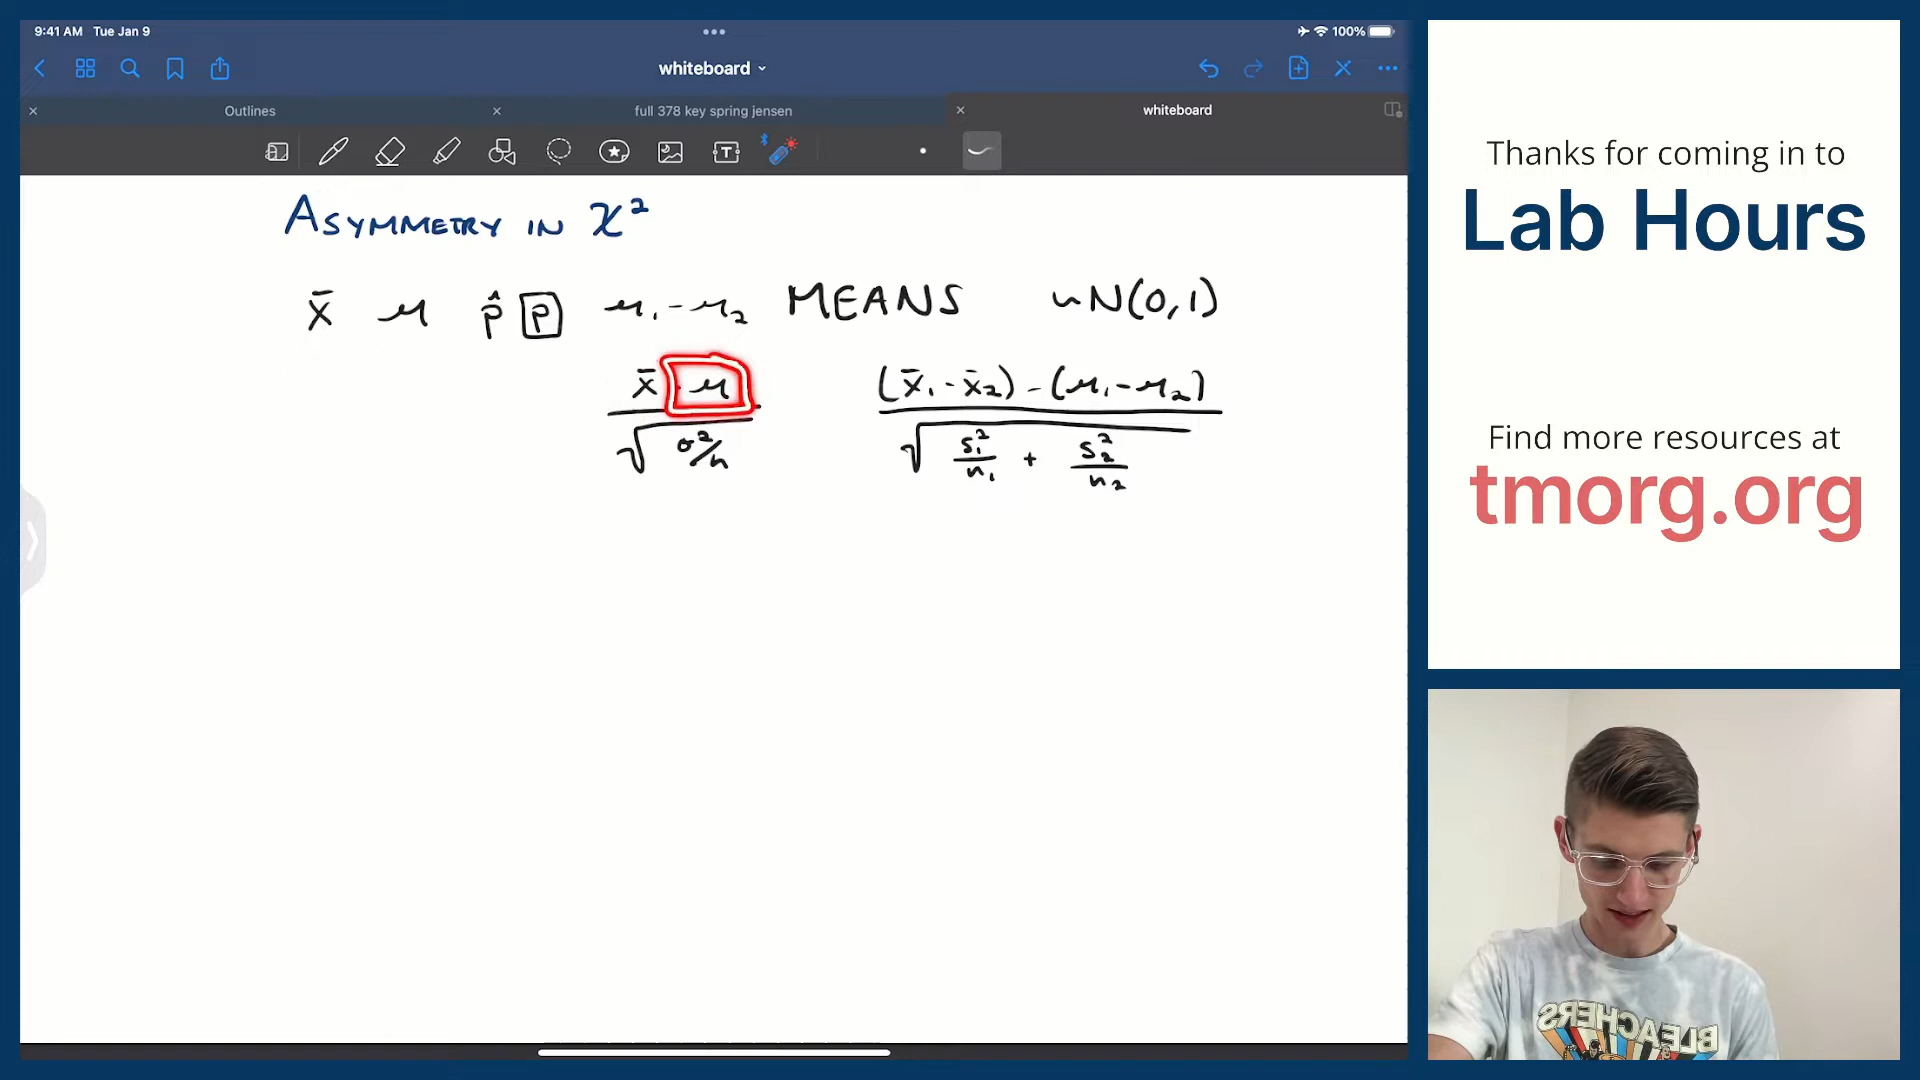 9:41 AM Tue Jan 9
100%
whiteboard
Outlines
full 378 key spring jensen
whiteboard
ASYMMETRY IN χ²
x̄ μ p̂ p μ₁-μ₂ MEANS ~N(0,1)
x̄ - μ
√σ²/n
(x̄₁-x̄₂) - (μ₁-μ₂)
√ s₁²/n₁ + s₂²/n₂
Thanks for coming in to
Lab Hours
Find more resources at
tmorg.org
BLEACHERS